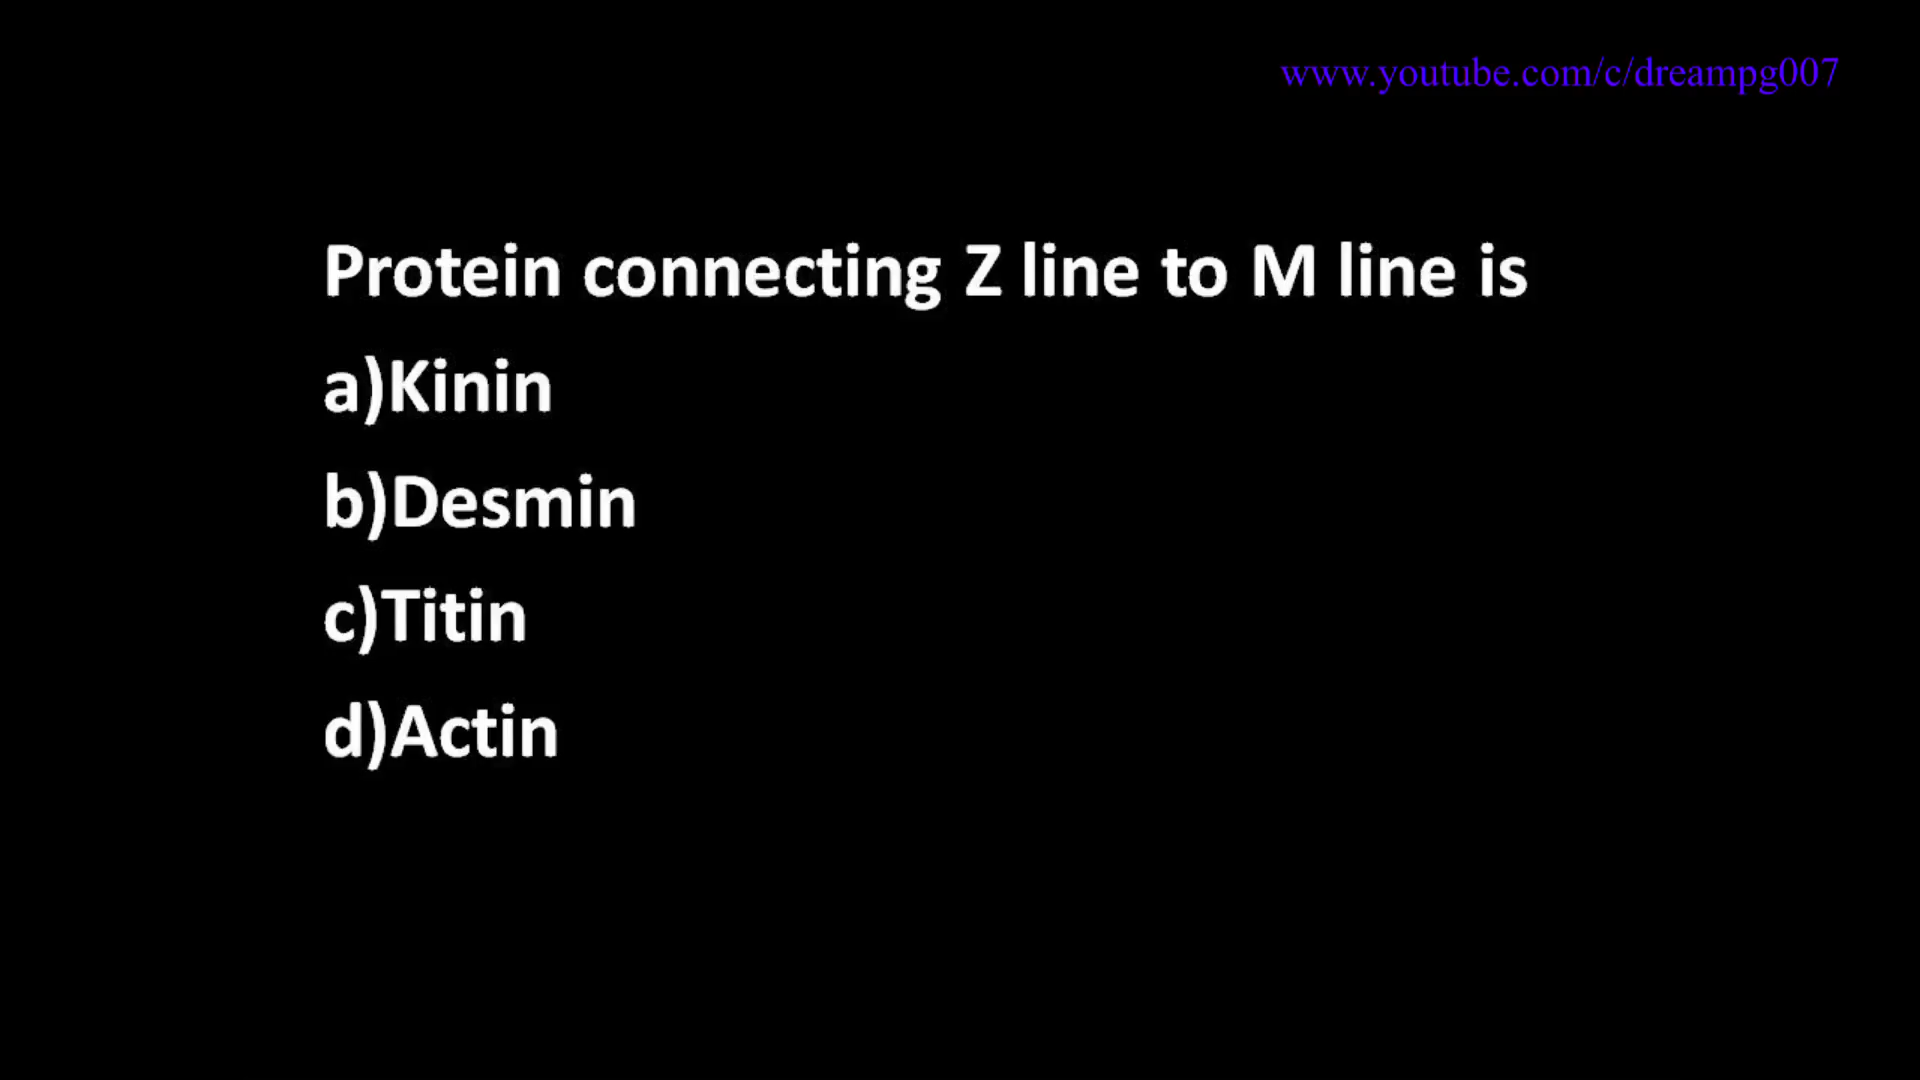 www.youtube.com/c/dreampg007
Protein connecting Z line to M line is
a)Kinin
b)Desmin
c)Titin
d)Actin